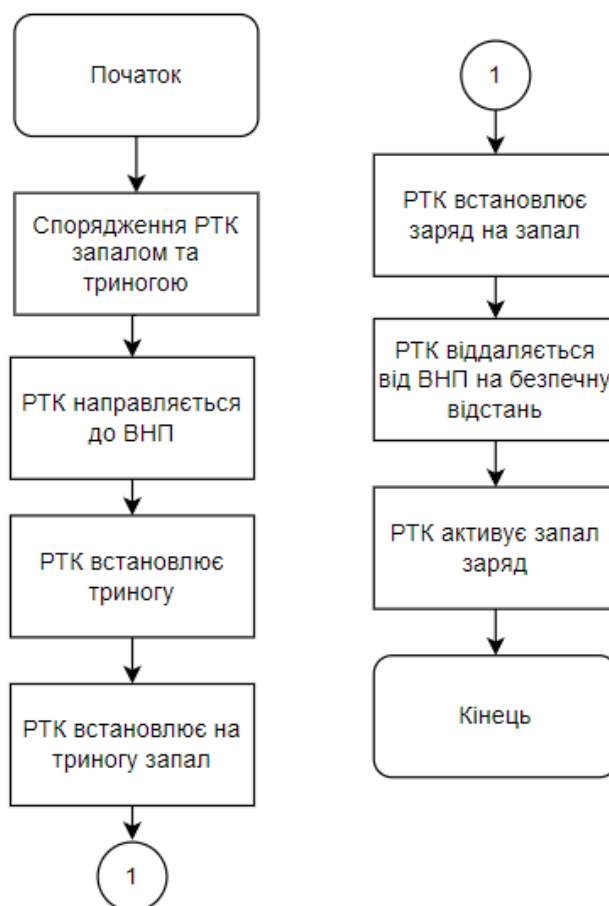 Початок
Спорядження РТК
запалом та
триногою
РТК направляється
до ВНП
РТК встановлює
триногу
РТК встановлює на
триногу запал
1
1
РТК встановлює
заряд на запал
РТК віддаляється
від ВНП на безпечну
відстань
РТК активує запал
заряд
Кінець